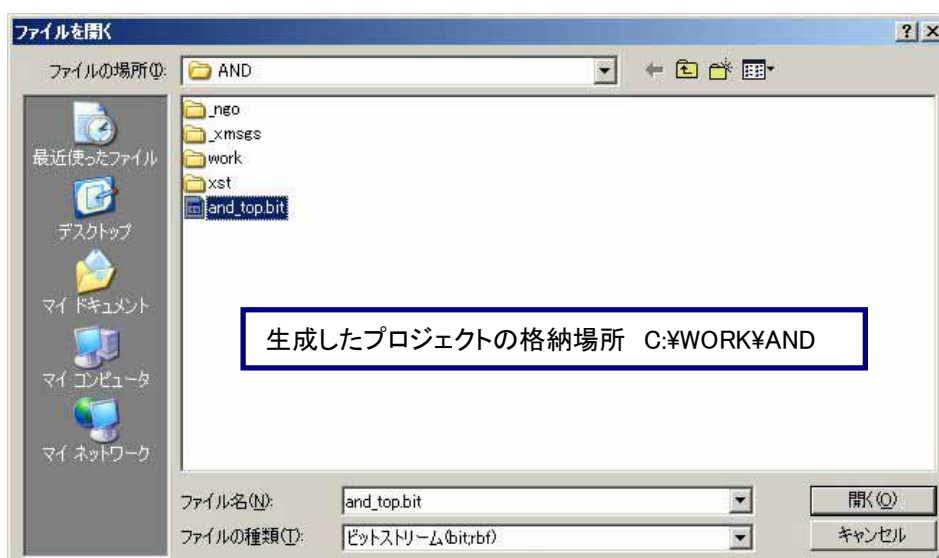 ファイルを開く
ファイルの場所(I):
AND
最近使ったファイル
デスクトップ
マイ ドキュメント
マイ コンピュータ
マイ ネットワーク
_ngo
_xmsgs
work
xst
and_top.bit
生成したプロジェクトの格納場所 C:¥WORK¥AND
ファイル名(N):
and_top.bit
開く(O)
ファイルの種類(T):
ビットストリーム(bit;rbf)
キャンセル